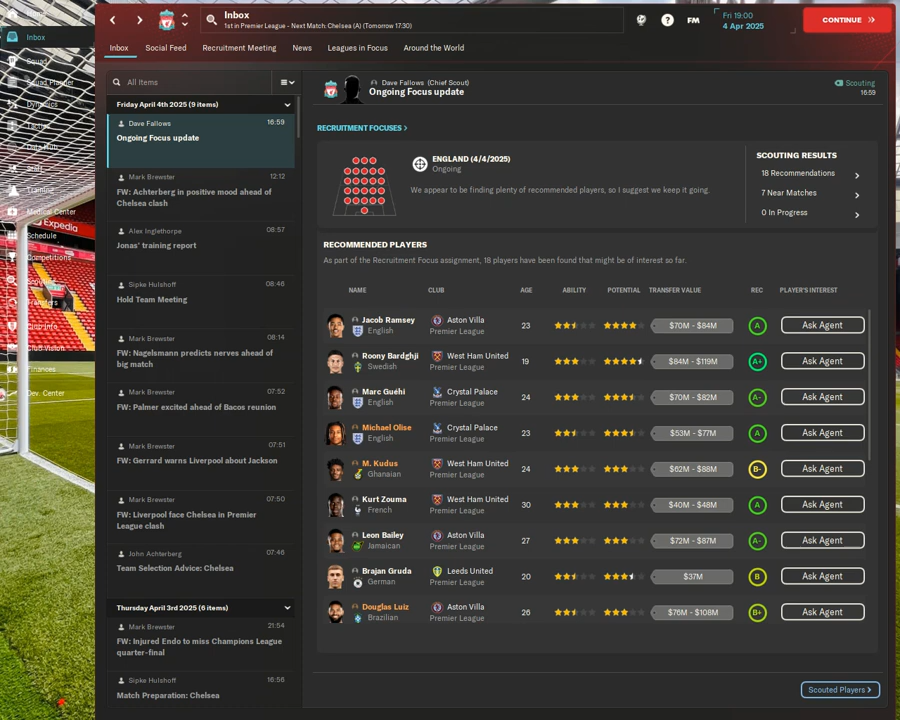 Inbox
1st in Premier League - Next Match: Chelsea (A) (Tomorrow 17:30)
?
FM
Fri 19:00
4 Apr 2025
CONTINUE
Inbox
Social Feed
Recruitment Meeting
News
Leagues in Focus
Around the World
Inbox
Squad
Squad Planner
Dynamics
Data Hub
Staff
Training
Medical Center
Schedule
Competitions
Scouting
Transfers
Club Info
Club Vision
Finances
Dev. Center
Expedia
All Items
Friday April 4th 2025 (9 items)
Dave Fallows 16:59
Ongoing Focus update
Mark Brewster 12:12
FW: Achterberg in positive mood ahead of
Chelsea clash
Alex Inglethorpe 08:57
Jonas' training report
Sipke Hulshoff 08:46
Hold Team Meeting
Mark Brewster 08:14
FW: Nagelsmann predicts nerves ahead of
big match
Mark Brewster 07:52
FW: Palmer excited ahead of Bacos reunion
Mark Brewster 07:51
FW: Gerrard warns Liverpool about Jackson
Mark Brewster 07:50
FW: Liverpool face Chelsea in Premier
League clash
John Achterberg 07:46
Team Selection Advice: Chelsea
Thursday April 3rd 2025 (6 items)
Mark Brewster 21:54
FW: Injured Endo to miss Champions League
quarter-final
Sipke Hulshoff 16:56
Match Preparation: Chelsea
Dave Fallows (Chief Scout)
Ongoing Focus update
Scouting
16:59
RECRUITMENT FOCUSES >
ENGLAND (4/4/2025)
Ongoing
We appear to be finding plenty of recommended players, so I suggest we keep it going.
SCOUTING RESULTS
18 Recommendations
7 Near Matches
0 In Progress
RECOMMENDED PLAYERS
As part of the Recruitment Focus assignment, 18 players have been found that might be of interest so far.
NAME CLUB AGE ABILITY POTENTIAL TRANSFER VALUE REC PLAYER'S INTEREST
Jacob Ramsey Aston Villa 23 $70M - $84M A Ask Agent
English Premier League
Roony Bardghji West Ham United 19 $84M - $119M A+ Ask Agent
Swedish Premier League
Marc Guéhi Crystal Palace 24 $70M - $82M A- Ask Agent
English Premier League
Michael Olise Crystal Palace 23 $53M - $77M A Ask Agent
English Premier League
M. Kudus West Ham United 24 $62M - $88M B- Ask Agent
Ghanaian Premier League
Kurt Zouma West Ham United 30 $40M - $48M A Ask Agent
French Premier League
Leon Bailey Aston Villa 27 $72M - $87M A- Ask Agent
Jamaican Premier League
Brajan Gruda Leeds United 20 $37M B Ask Agent
German Premier League
Douglas Luiz Aston Villa 26 $76M - $108M B+ Ask Agent
Brazilian Premier League
Scouted Players >